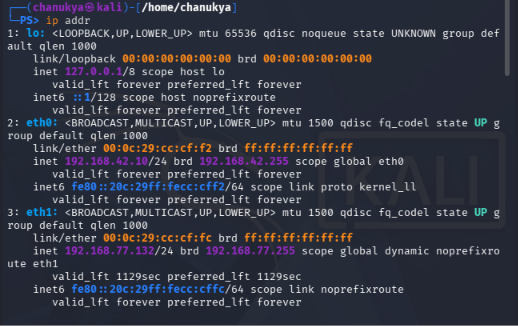 (chanukya㉿kali)-[/home/chanukya]
PS> ip addr
1: lo: <LOOPBACK,UP,LOWER_UP> mtu 65536 qdisc noqueue state UNKNOWN group def
ault qlen 1000
link/loopback 00:00:00:00:00:00 brd 00:00:00:00:00:00
inet 127.0.0.1/8 scope host lo
valid_lft forever preferred_lft forever
inet6 ::1/128 scope host noprefixroute
valid_lft forever preferred_lft forever
2: eth0: <BROADCAST,MULTICAST,UP,LOWER_UP> mtu 1500 qdisc fq_codel state UP g
roup default qlen 1000
link/ether 00:0c:29:cc:cf:f2 brd ff:ff:ff:ff:ff:ff
inet 192.168.42.10/24 brd 192.168.42.255 scope global eth0
valid_lft forever preferred_lft forever
inet6 fe80::20c:29ff:fecc:cff2/64 scope link proto kernel_ll
valid_lft forever preferred_lft forever
3: eth1: <BROADCAST,MULTICAST,UP,LOWER_UP> mtu 1500 qdisc fq_codel state UP g
roup default qlen 1000
link/ether 00:0c:29:cc:cf:fc brd ff:ff:ff:ff:ff:ff
inet 192.168.77.132/24 brd 192.168.77.255 scope global dynamic noprefixro
ute eth1
valid_lft 1129sec preferred_lft 1129sec
inet6 fe80::20c:29ff:fecc:cffc/64 scope link noprefixroute
valid_lft forever preferred_lft forever
KALI